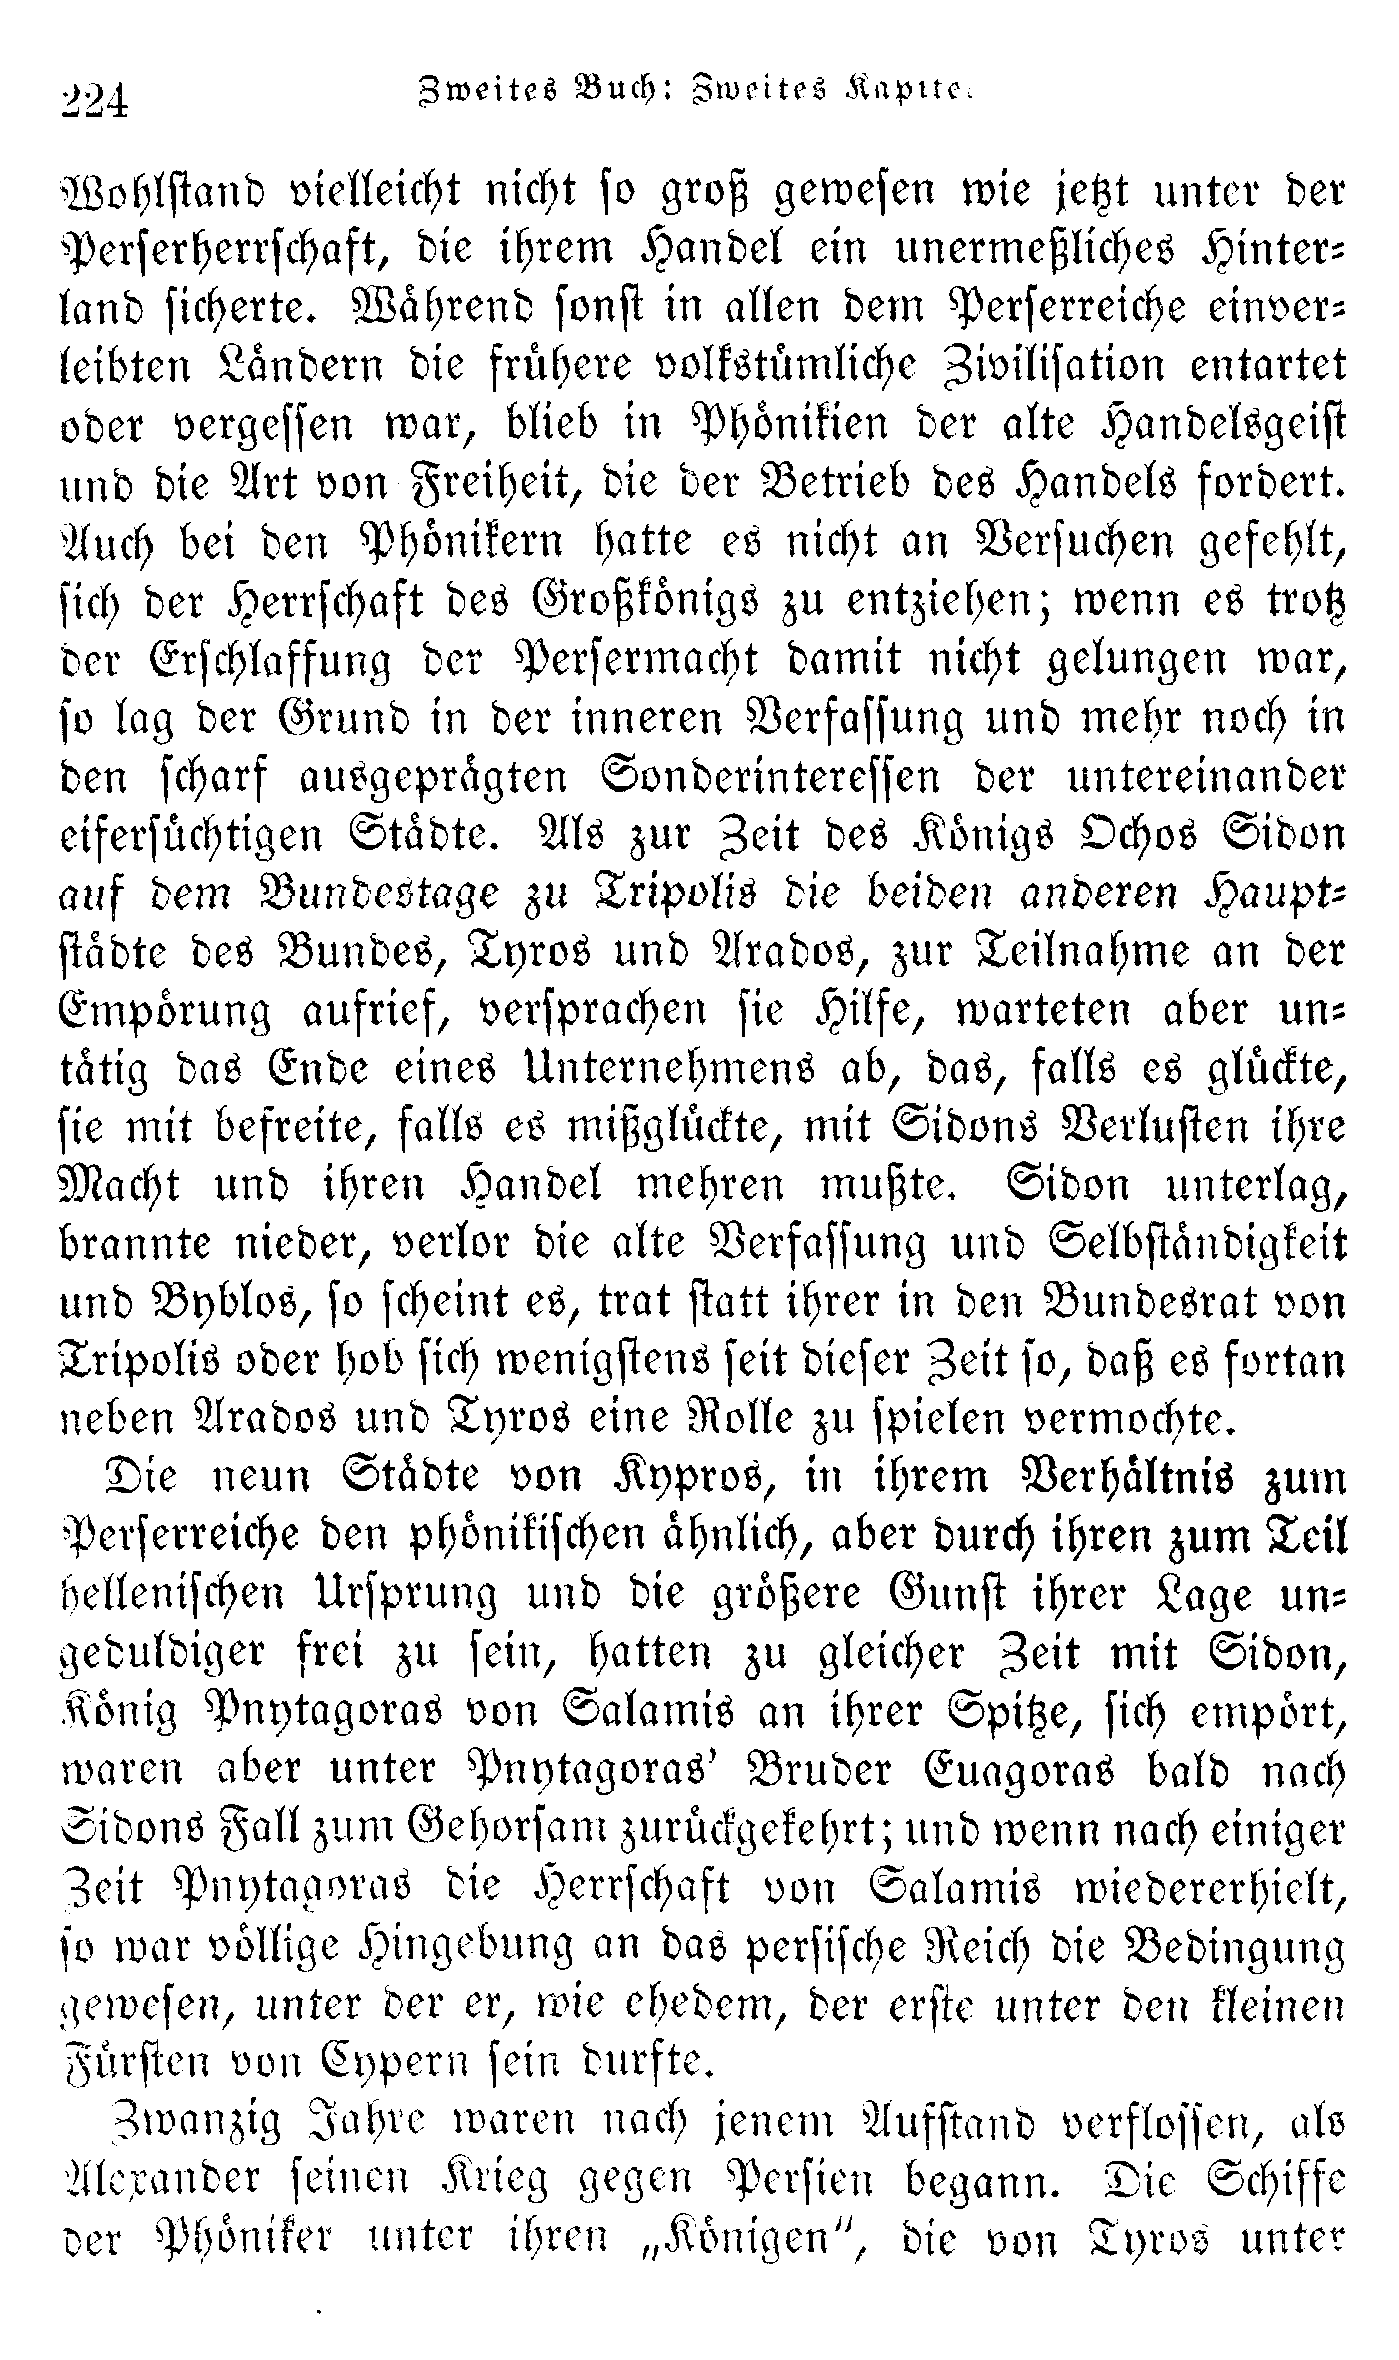 224
Zweites Buch: Zweites Kapitel.
Wohlstand vielleicht nicht so groß gewesen wie jetzt unter der
Perserherrschaft, die ihrem Handel ein unermeßliches Hinter-
land sicherte. Während sonst in allen dem Perserreiche einver-
leibten Ländern die frühere volkstümliche Zivilisation entartet
oder vergessen war, blieb in Phönikien der alte Handelsgeist
und die Art von Freiheit, die der Betrieb des Handels fordert.
Auch bei den Phönikern hatte es nicht an Versuchen gefehlt,
sich der Herrschaft des Großkönigs zu entziehen; wenn es trotz
der Erschlaffung der Persermacht damit nicht gelungen war,
so lag der Grund in der inneren Verfassung und mehr noch in
den scharf ausgeprägten Sonderinteressen der untereinander
eifersüchtigen Städte. Als zur Zeit des Königs Ochos Sidon
auf dem Bundestage zu Tripolis die beiden anderen Haupt-
städte des Bundes, Tyros und Arados, zur Teilnahme an der
Empörung aufrief, versprachen sie Hilfe, warteten aber un-
tätig das Ende eines Unternehmens ab, das, falls es glückte,
sie mit befreite, falls es mißglückte, mit Sidons Verlusten ihre
Macht und ihren Handel mehren mußte. Sidon unterlag,
brannte nieder, verlor die alte Verfassung und Selbständigkeit
und Byblos, so scheint es, trat statt ihrer in den Bundesrat von
Tripolis oder hob sich wenigstens seit dieser Zeit so, daß es fortan
neben Arados und Tyros eine Rolle zu spielen vermochte.
Die neun Städte von Kypros, in ihrem Verhältnis zum
Perserreiche den phönikischen ähnlich, aber durch ihren zum Teil
hellenischen Ursprung und die größere Gunst ihrer Lage un-
geduldiger frei zu sein, hatten zu gleicher Zeit mit Sidon,
König Pnytagoras von Salamis an ihrer Spitze, sich empört,
waren aber unter Pnytagoras' Bruder Euagoras bald nach
Sidons Fall zum Gehorsam zurückgekehrt; und wenn nach einiger
Zeit Pnytagoras die Herrschaft von Salamis wiedererhielt,
so war völlige Hingebung an das persische Reich die Bedingung
gewesen, unter der er, wie ehedem, der erste unter den kleinen
Fürsten von Cypern sein durfte.
Zwanzig Jahre waren nach jenem Aufstand verflossen, als
Alexander seinen Krieg gegen Persien begann. Die Schiffe
der Phöniker unter ihren „Königen“, die von Tyros unter